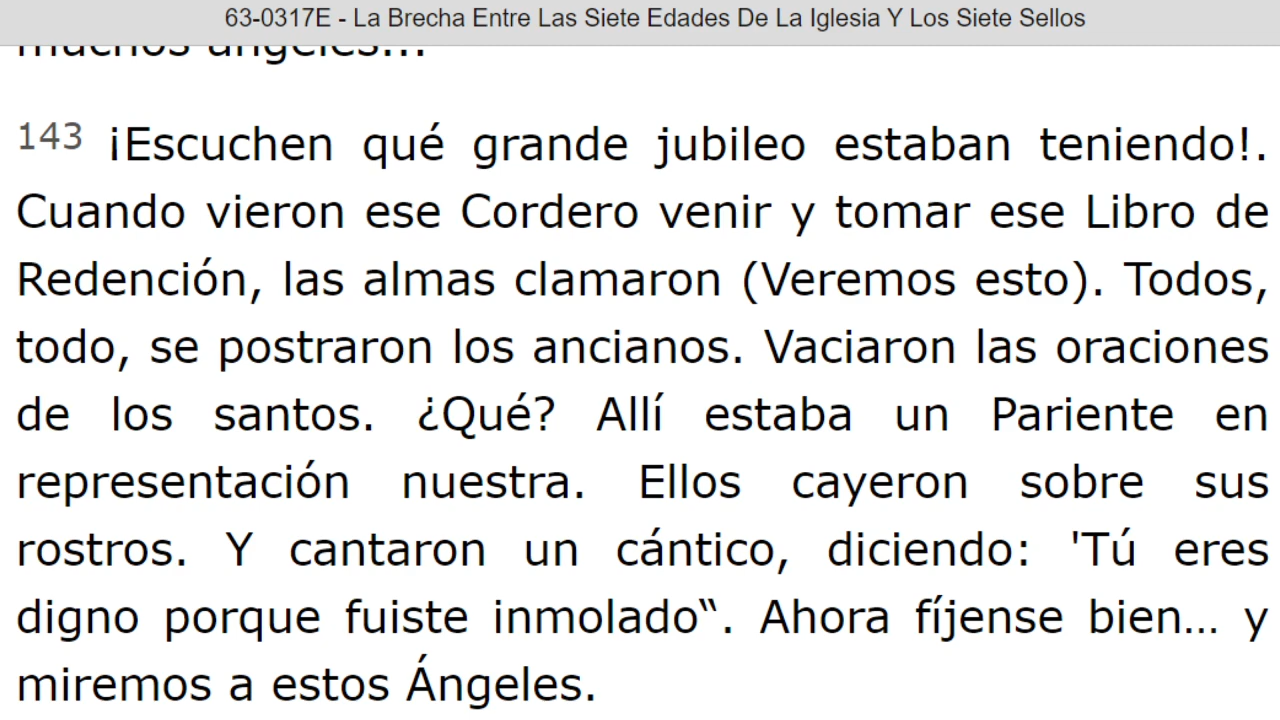 63-0317E - La Brecha Entre Las Siete Edades De La Iglesia Y Los Siete Sellos
muchos ángeles...
143 ¡Escuchen qué grande jubileo estaban teniendo!.
Cuando vieron ese Cordero venir y tomar ese Libro de
Redención, las almas clamaron (Veremos esto). Todos,
todo, se postraron los ancianos. Vaciaron las oraciones
de los santos. ¿Qué? Allí estaba un Pariente en
representación nuestra. Ellos cayeron sobre sus
rostros. Y cantaron un cántico, diciendo: 'Tú eres
digno porque fuiste inmolado‟. Ahora fíjense bien... y
miremos a estos Ángeles.